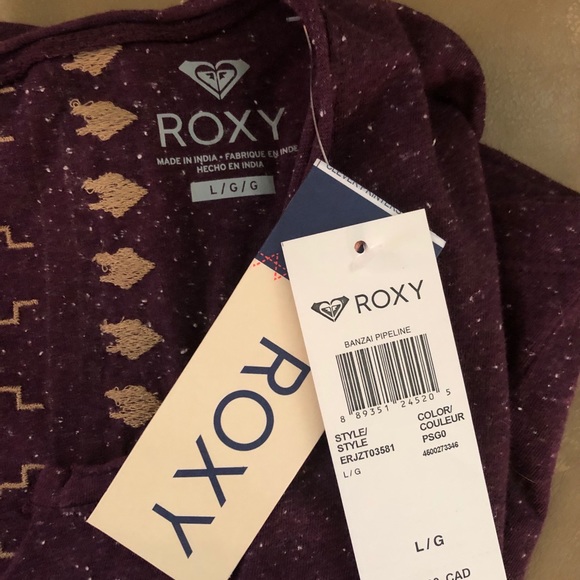 ROXY
MADE IN INDIA • FABRIQUE EN INDE
HECHO EN INDIA
L/G/G
ROXY
ROXY
BANZAI PIPELINE
8 89351 24520 5
STYLE/
STYLE
ERJZT03581
L/G
COLOR/
COULEUR
PSG0
4600273346
L/G
CAD